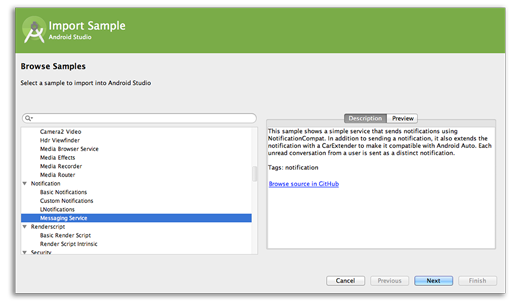 Import Sample
Android Studio
Browse Samples
Select a sample to import into Android Studio
Camera2 Video
Hdr Viewfinder
Media Browser Service
Media Effects
Media Recorder
Media Router
Notification
Basic Notifications
Custom Notifications
LNotifications
Messaging Service
Renderscript
Basic Render Script
Render Script Intrinsic
Security
Description Preview
This sample shows a simple service that sends notifications using
NotificationCompat. In addition to sending a notification, it also extends the
notification with a CarExtender to make it compatible with Android Auto. Each
unread conversation from a user is sent as a distinct notification.
Tags: notification
Browse source in GitHub
Cancel Previous Next Finish